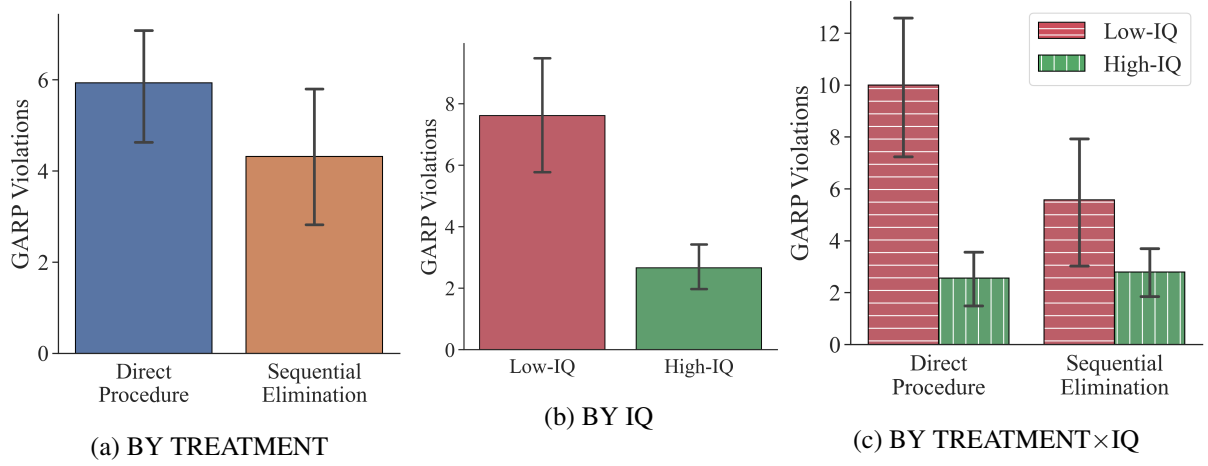 GARP Violations
6
4
2
0
Direct
Procedure
Sequential
Elimination
(a) BY TREATMENT
GARP Violations
8
6
4
2
0
Low-IQ
High-IQ
(b) BY IQ
GARP Violations
12
10
8
6
4
2
0
Low-IQ
High-IQ
Direct
Procedure
Sequential
Elimination
(c) BY TREATMENT×IQ